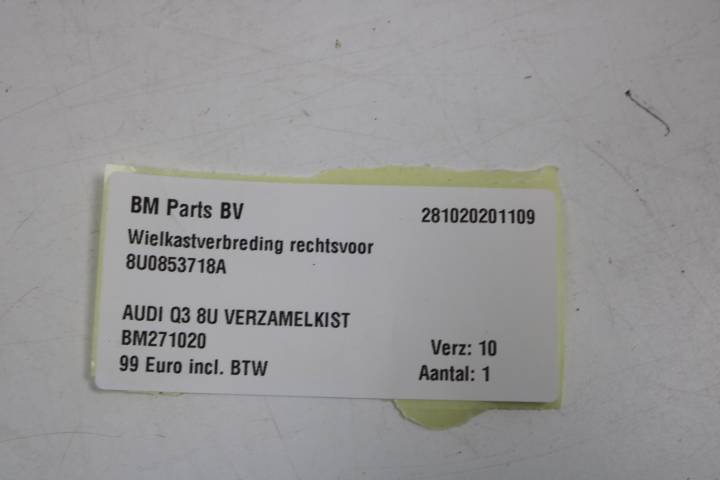 BM Parts BV 281020201109
Wielkastverbreding rechtsvoor
8U0853718A
AUDI Q3 8U VERZAMELKIST
BM271020 Verz: 10
99 Euro incl. BTW Aantal: 1